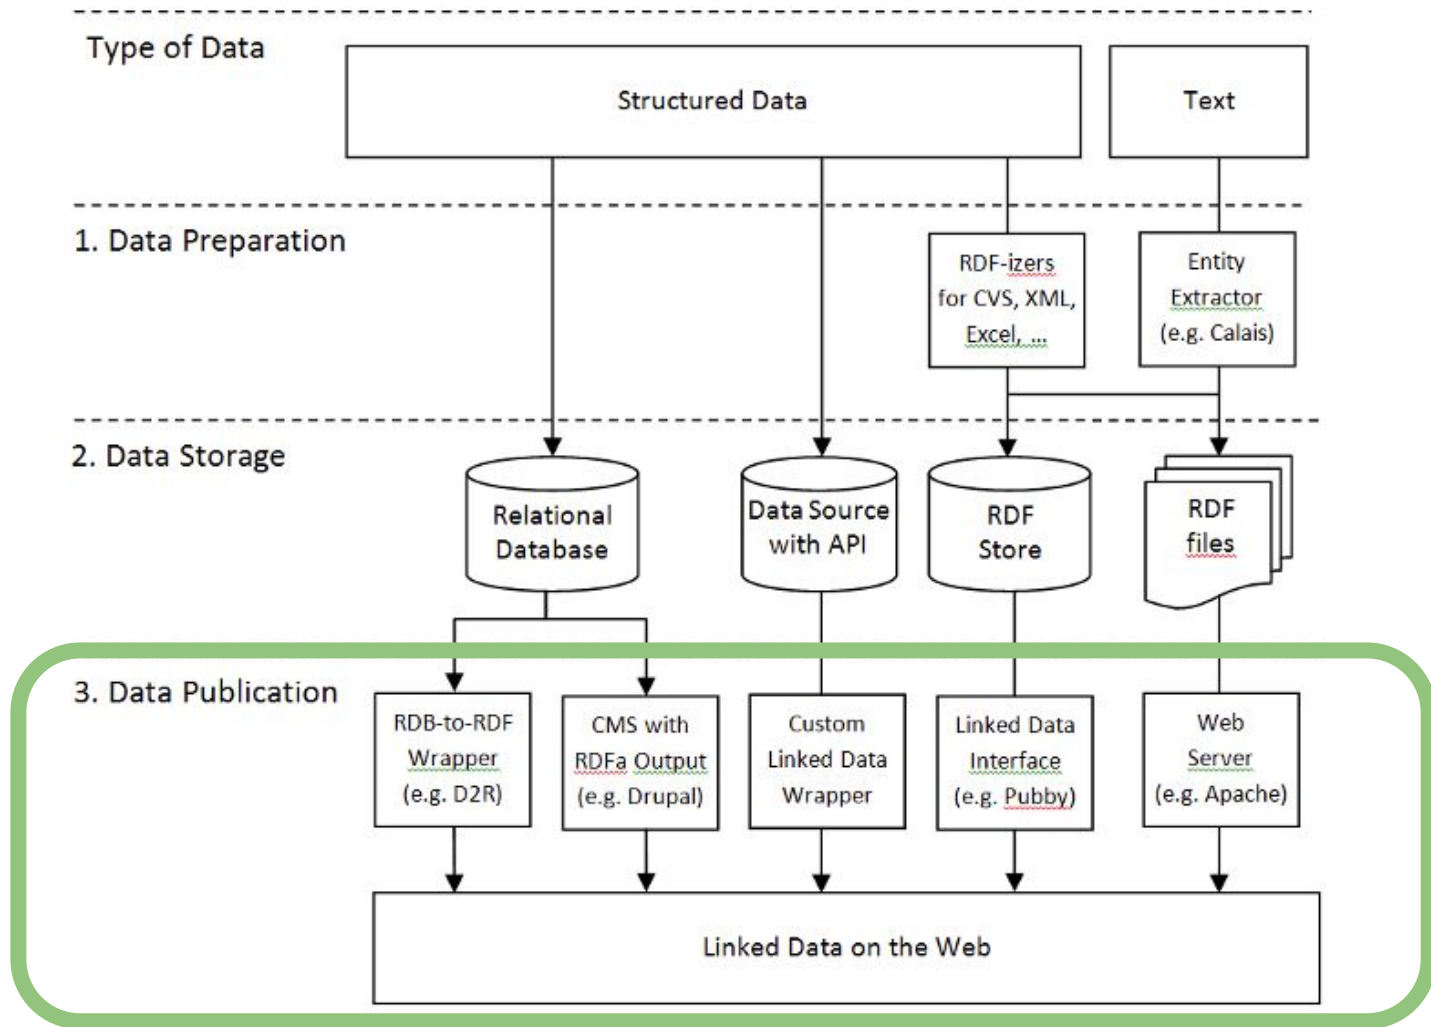 Type of Data
Structured Data
Text
1. Data Preparation
RDF-izers
for CVS, XML,
Excel, ...
Entity
Extractor
(e.g. Calais)
2. Data Storage
Relational
Database
Data Source
with API
RDF
Store
RDF
files
3. Data Publication
RDB-to-RDF
Wrapper
(e.g. D2R)
CMS with
RDFa Output
(e.g. Drupal)
Custom
Linked Data
Wrapper
Linked Data
Interface
(e.g. Pubby)
Web
Server
(e.g. Apache)
Linked Data on the Web